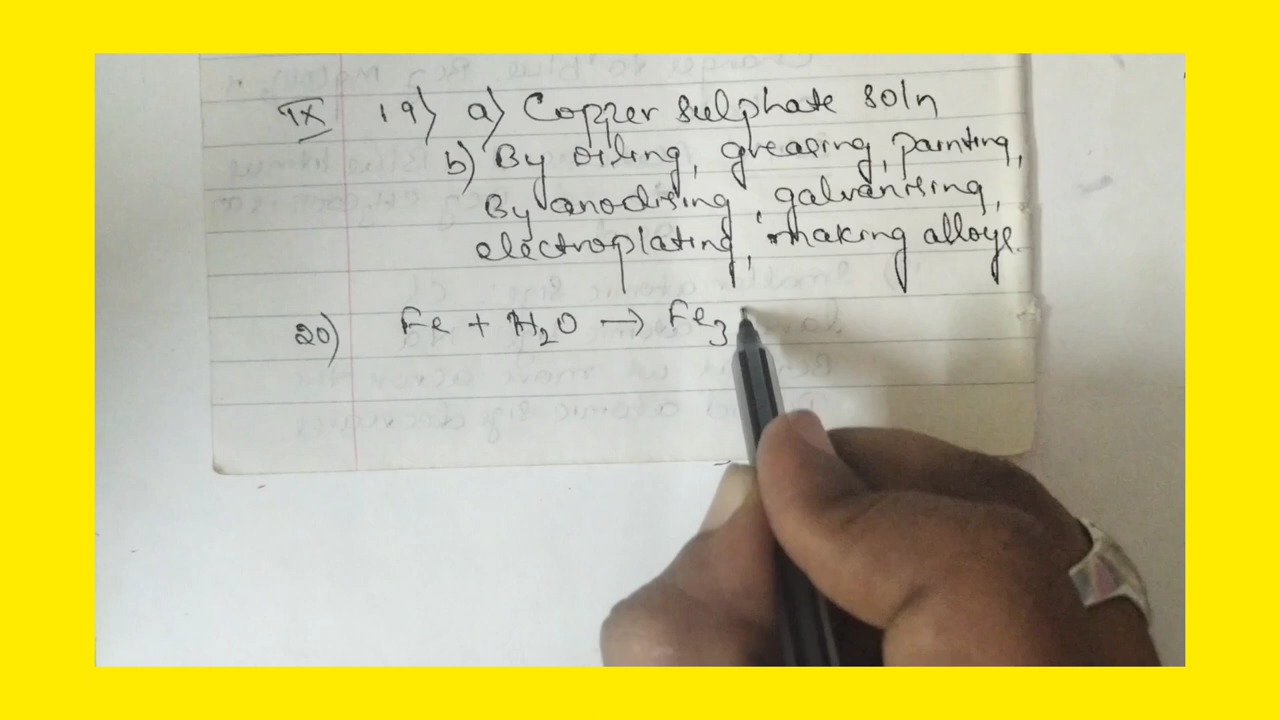 IX 19) a) Copper sulphate soln
b) By oiling, greasing, painting,
By anodising, galvanising,
electroplating, making alloys.
20) Fe + H₂O → Fe₃